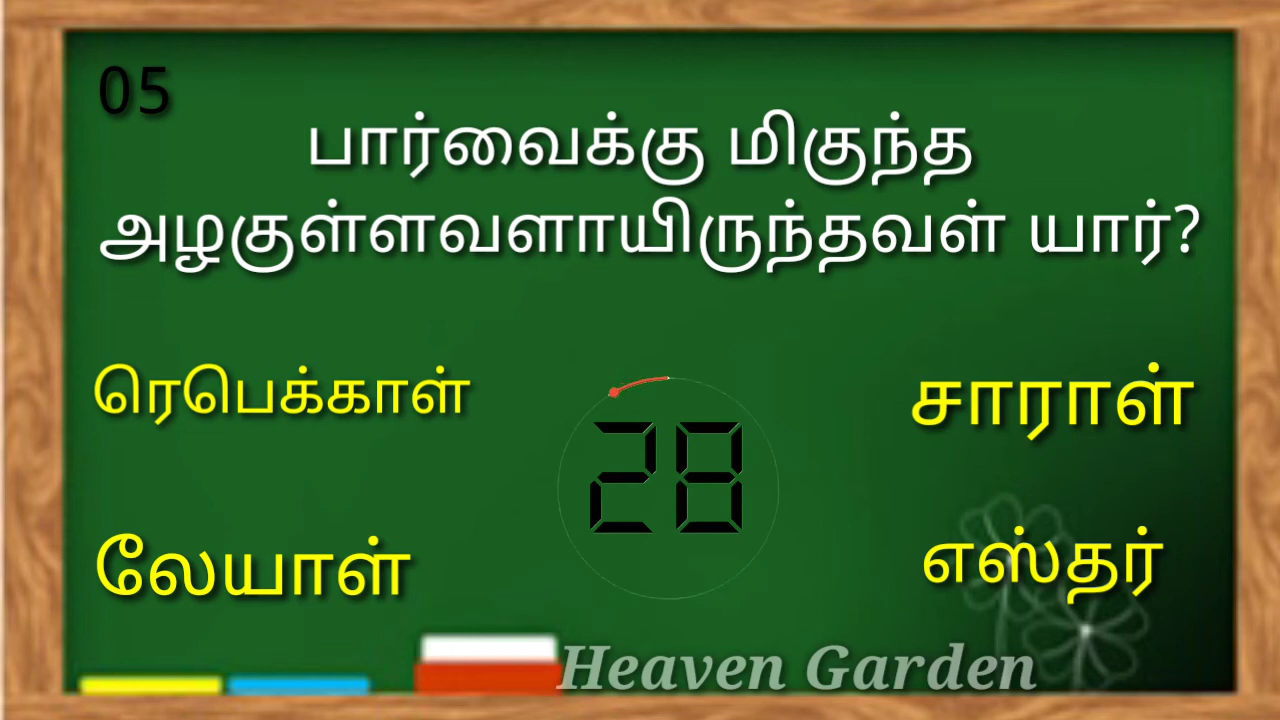 05
பார்வைக்கு மிகுந்த
அழகுள்ளவளாயிருந்தவள் யார்?
ரெபெக்காள்
சாராள்
28
லேயாள்
எஸ்தர்
Heaven Garden